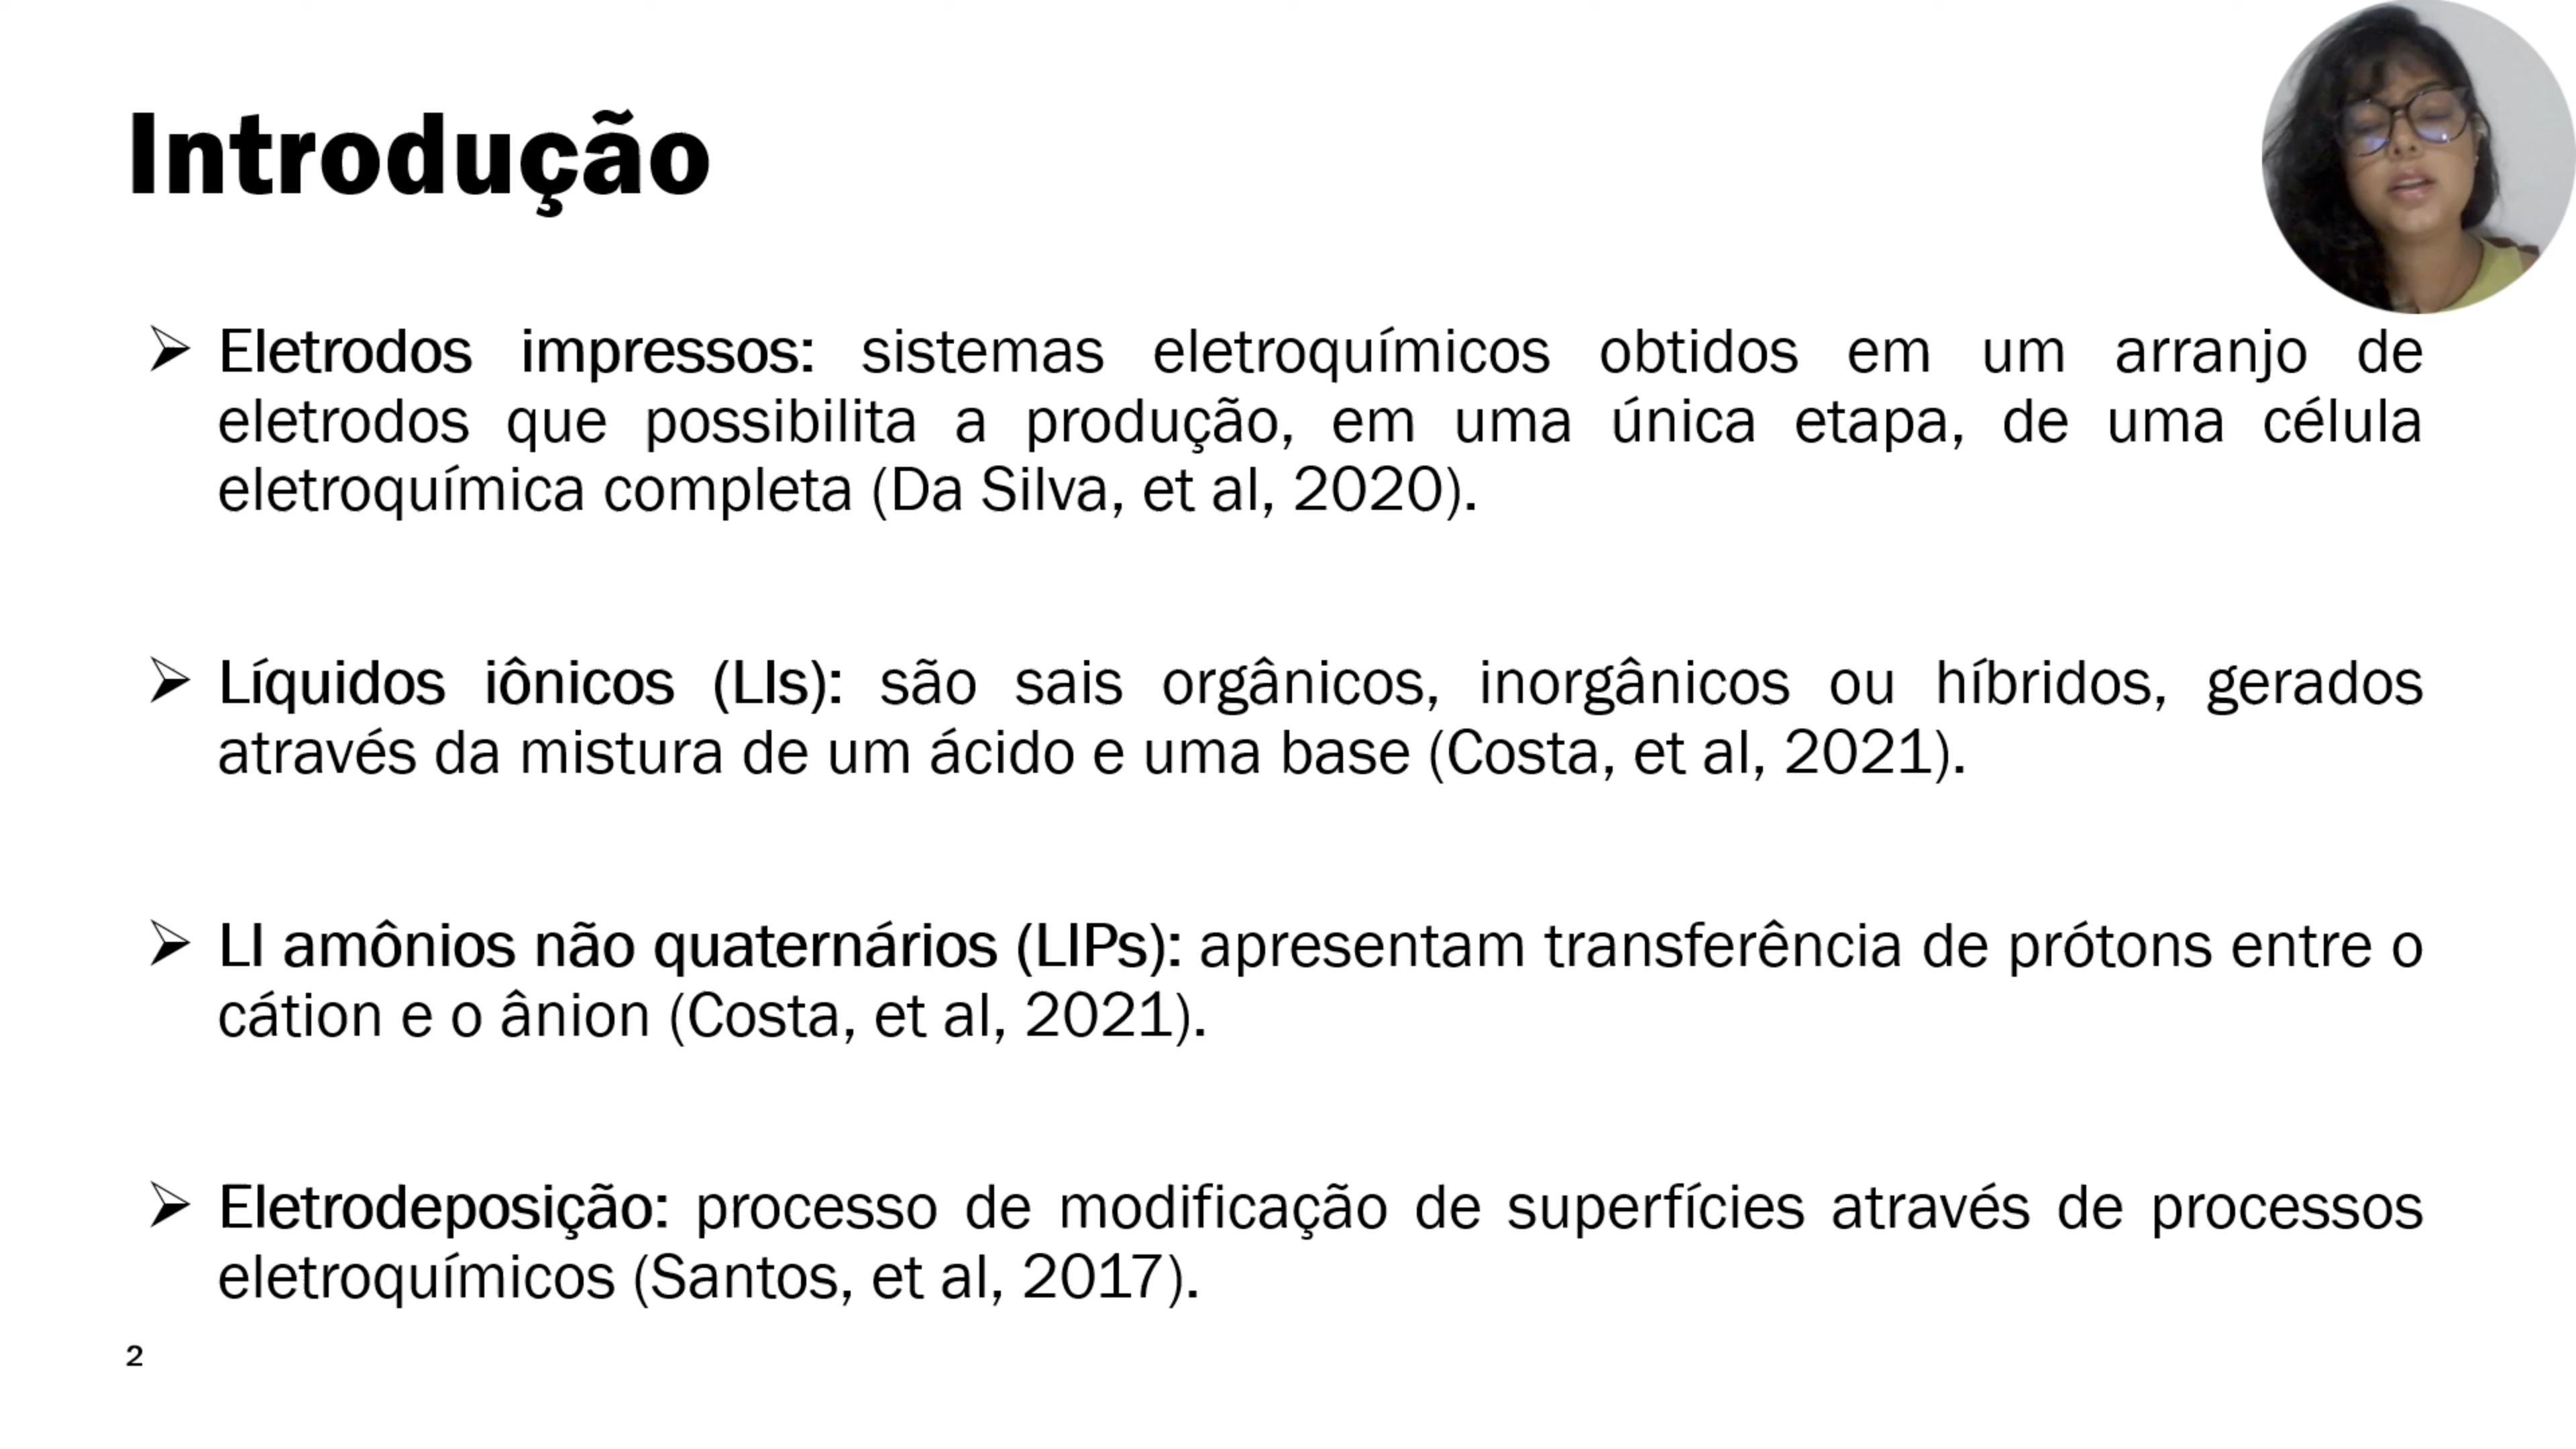 Introdução
Eletrodos impressos: sistemas eletroquímicos obtidos em um arranjo de
eletrodos que possibilita a produção, em uma única etapa, de uma célula
eletroquímica completa (Da Silva, et al, 2020).
Líquidos iônicos (LIs): são sais orgânicos, inorgânicos ou híbridos, gerados
através da mistura de um ácido e uma base (Costa, et al, 2021).
LI amônios não quaternários (LIPs): apresentam transferência de prótons entre o
cátion e o ânion (Costa, et al, 2021).
Eletrodeposição: processo de modificação de superfícies através de processos
eletroquímicos (Santos, et al, 2017).
2